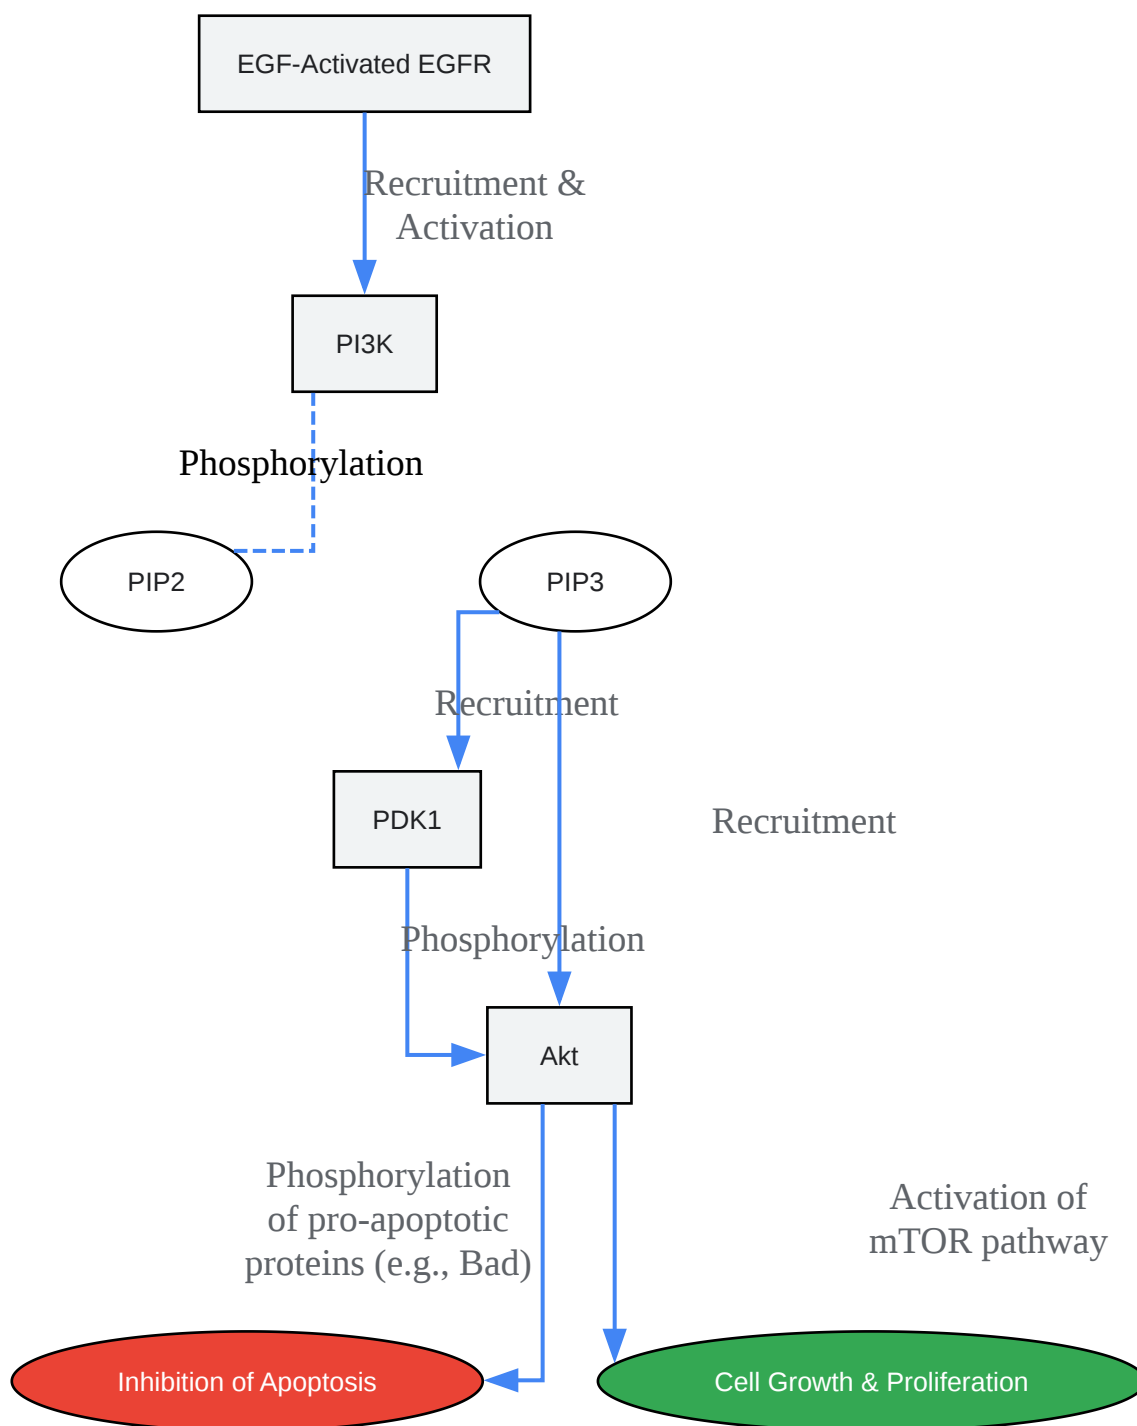 EGF-Activated EGFR
Recruitment &
Activation
PI3K
Phosphorylation
PIP2
PIP3
Recruitment
PDK1
Recruitment
Phosphorylation
Akt
Phosphorylation
of pro-apoptotic
proteins (e.g., Bad)
Activation of
mTOR pathway
Inhibition of Apoptosis
Cell Growth & Proliferation